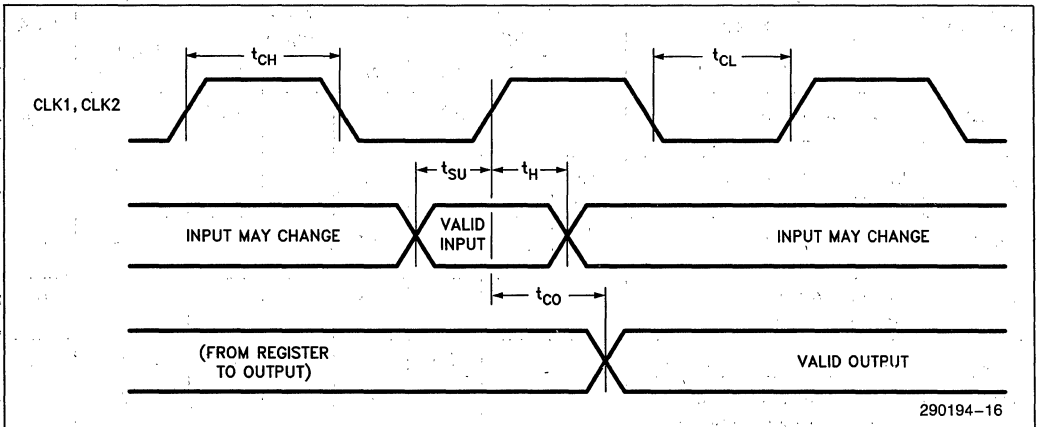 tCH
tCL
CLK1, CLK2
tSU
tH
INPUT MAY CHANGE
VALID
INPUT
INPUT MAY CHANGE
tCO
(FROM REGISTER
TO OUTPUT)
VALID OUTPUT
290194-16